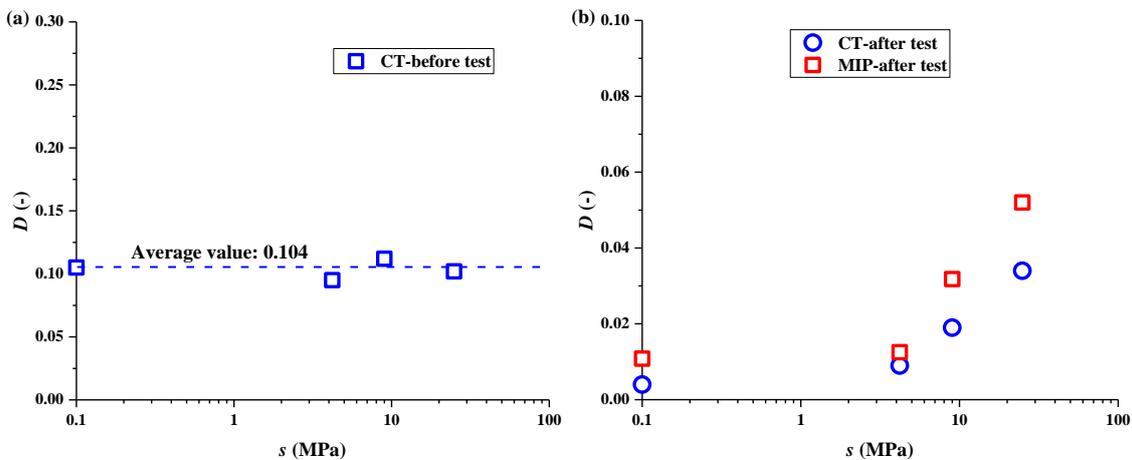 (a)
0.30
0.25
0.20
0.15
0.10
0.05
0.00
D (-)
CT-before test
Average value: 0.104
0.1 1 10 100
s (MPa)
(b)
0.10
0.08
0.06
0.04
0.02
0.00
D (-)
CT-after test
MIP-after test
0.1 1 10 100
s (MPa)